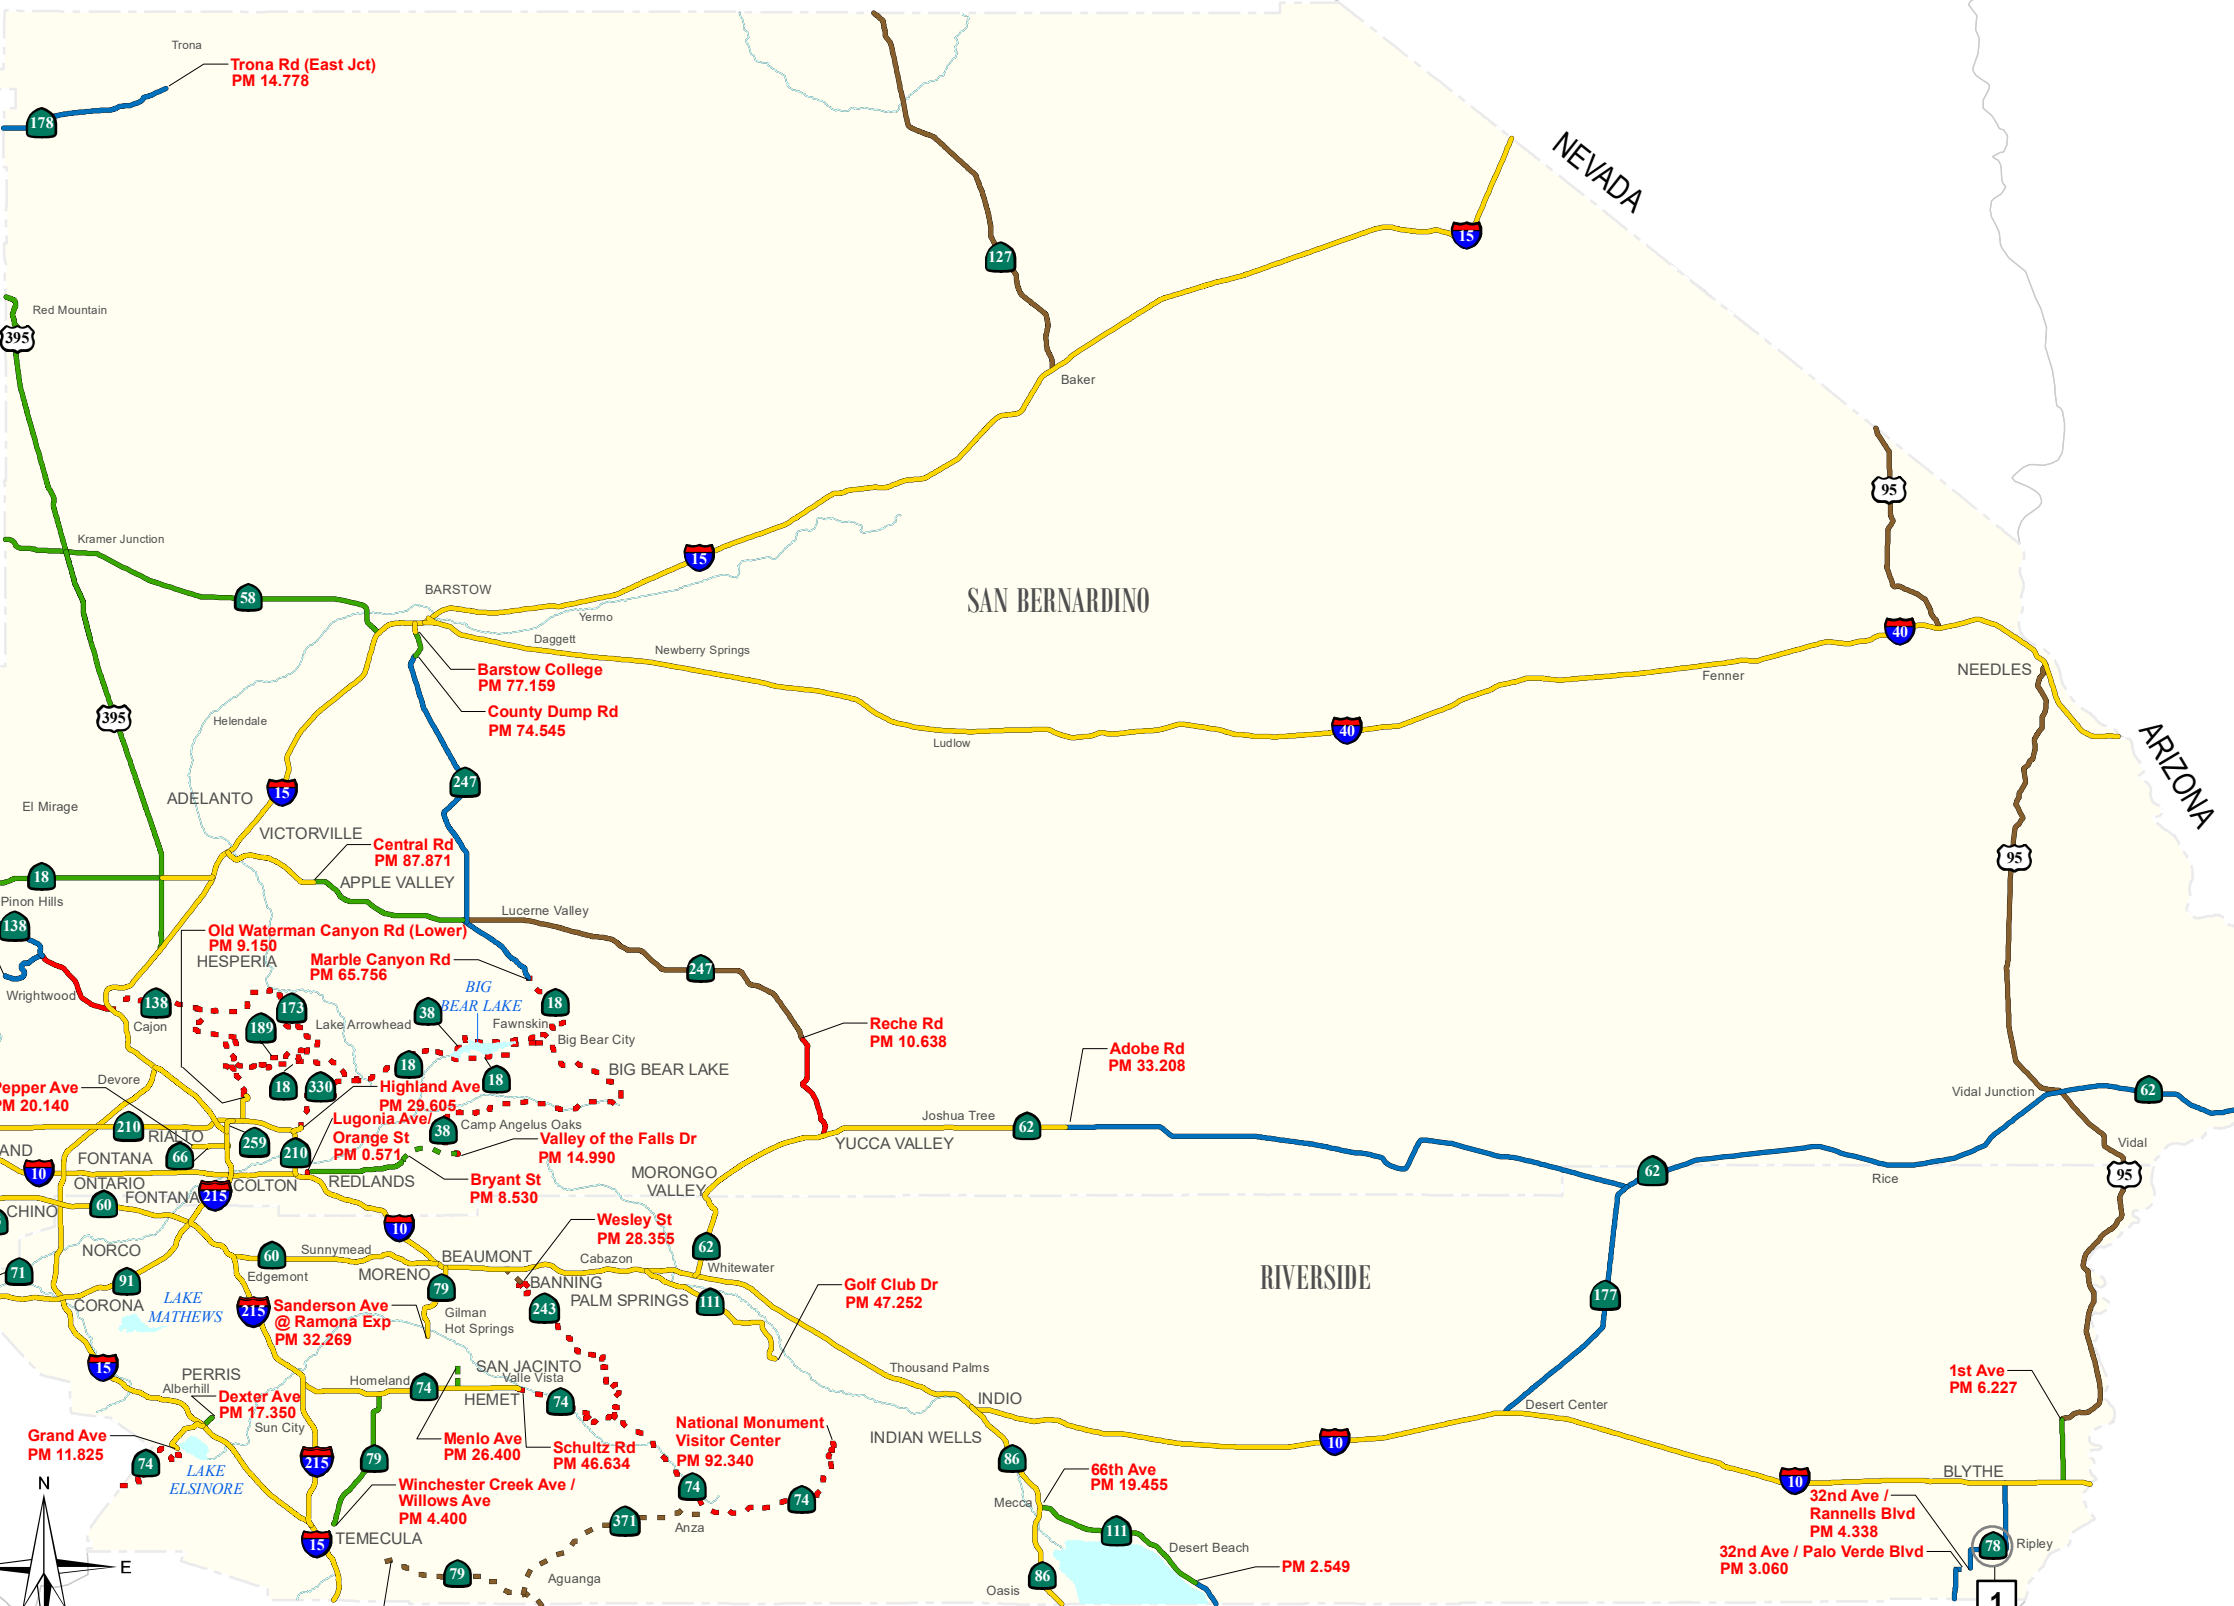 Trona
Trona Rd (East Jct)
PM 14.778
178
NEVADA
15
127
Red Mountain
395
Baker
95
Kramer Junction
15
58
BARSTOW
SAN BERNARDINO
Yermo
Daggett
Newberry Springs
40
Barstow College
PM 77.159
Fenner
NEEDLES
County Dump Rd
PM 74.545
395
Helendale
Ludlow
40
ARIZONA
247
15
ADELANTO
El Mirage
VICTORVILLE
Central Rd
PM 87.871
95
18
APPLE VALLEY
Pinon Hills
Lucerne Valley
138
Old Waterman Canyon Rd (Lower)
PM 9.150
HESPERIA
Marble Canyon Rd
PM 65.756
247
Wrightwood
BIG
BEAR LAKE
138
173
38
18
Cajon
189
Lake Arrowhead
Fawnskin
Big Bear City
Reche Rd
PM 10.638
Adobe Rd
PM 33.208
18
BIG BEAR LAKE
Devore
18
330
18
Pepper Ave
PM 20.140
Highland Ave
PM 29.605
Vidal Junction
62
Lugonia Ave/
Orange St
PM 0.571
210
RIALTO
259
38
Camp Angelus Oaks
Joshua Tree
62
YUCCA VALLEY
Vidal
AND
FONTANA
66
210
Valley of the Falls Dr
PM 14.990
10
ONTARIO
FONTANA
215
COLTON
REDLANDS
Bryant St
PM 8.530
MORONGO
VALLEY
62
Rice
95
CHINO
60
10
Wesley St
PM 28.355
NORCO
60
Sunnymead
BEAUMONT
Cabazon
62
Whitewater
71
91
Edgemont
MORENO
79
BANNING
RIVERSIDE
Golf Club Dr
PM 47.252
CORONA
LAKE
MATHEWS
215
Sanderson Ave
@ Ramona Exp
PM 32.269
Gilman
Hot Springs
243
PALM SPRINGS
111
177
15
PERRIS
Alberhill
SAN JACINTO
Valle Vista
Thousand Palms
1st Ave
PM 6.227
Homeland
74
HEMET
74
INDIO
Desert Center
Dexter Ave
PM 17.350
Sun City
Grand Ave
PM 11.825
Menlo Ave
PM 26.400
Schultz Rd
PM 46.634
National Monument
Visitor Center
PM 92.340
INDIAN WELLS
10
74
LAKE
ELSINORE
215
79
86
66th Ave
PM 19.455
10
BLYTHE
N
Winchester Creek Ave /
Willows Ave
PM 4.400
74
74
Mecca
32nd Ave /
Rannells Blvd
PM 4.338
15
TEMECULA
371
Anza
111
Desert Beach
32nd Ave / Palo Verde Blvd
PM 3.060
78
Ripley
E
79
Aguanga
Oasis
86
PM 2.549
1